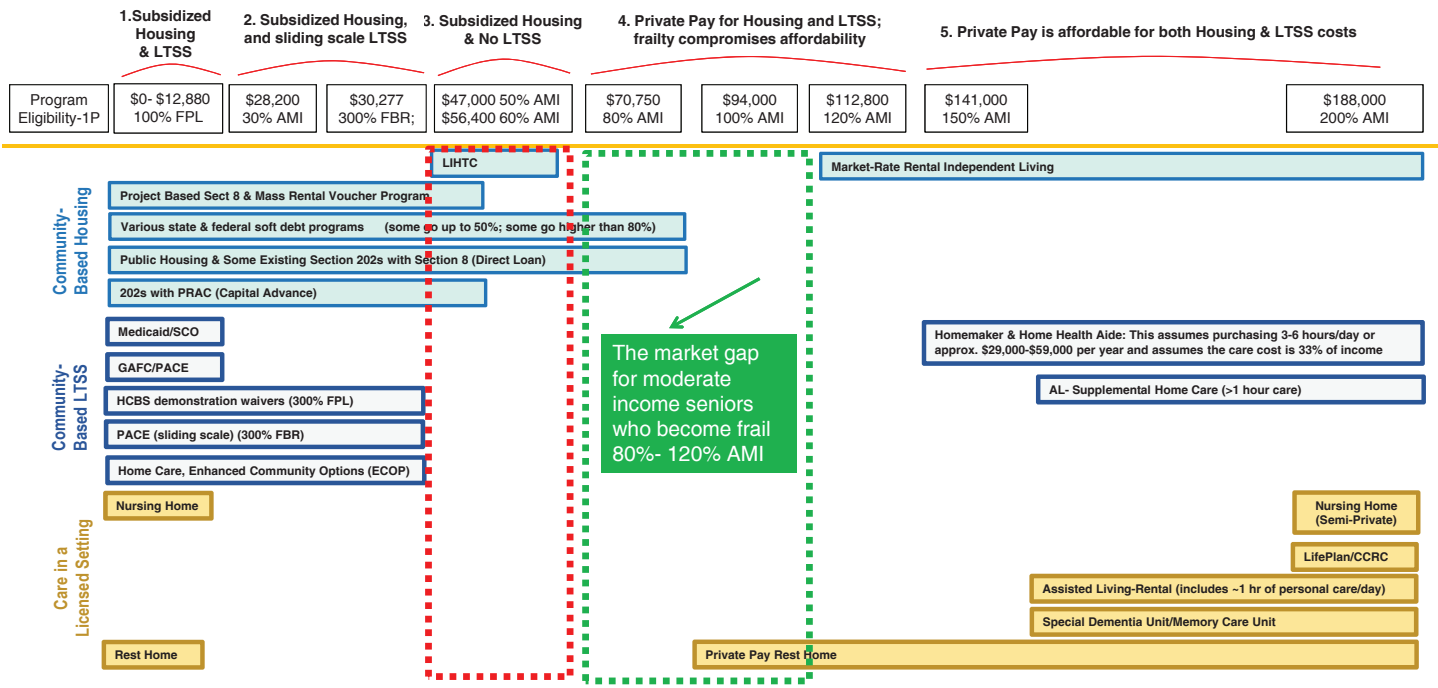 1.Subsidized
Housing
& LTSS
2. Subsidized Housing,
and sliding scale LTSS
3. Subsidized Housing
& No LTSS
4. Private Pay for Housing and LTSS;
frailty compromises affordability
5. Private Pay is affordable for both Housing & LTSS costs
Program
Eligibility-1P
$0- $12,880
100% FPL
$28,200
30% AMI
$30,277
300% FBR;
$47,000 50% AMI
$56,400 60% AMI
$70,750
80% AMI
$94,000
100% AMI
$112,800
120% AMI
$141,000
150% AMI
$188,000
200% AMI
Community-
Based Housing
LIHTC
Market-Rate Rental Independent Living
Project Based Sect 8 & Mass Rental Voucher Program
Various state & federal soft debt programs (some go up to 50%; some go higher than 80%)
Public Housing & Some Existing Section 202s with Section 8 (Direct Loan)
202s with PRAC (Capital Advance)
Community-
Based LTSS
Medicaid/SCO
GAFC/PACE
HCBS demonstration waivers (300% FPL)
PACE (sliding scale) (300% FBR)
Home Care, Enhanced Community Options (ECOP)
The market gap
for moderate
income seniors
who become frail
80%- 120% AMI
Homemaker & Home Health Aide: This assumes purchasing 3-6 hours/day or
approx. $29,000-$59,000 per year and assumes the care cost is 33% of income
AL- Supplemental Home Care (>1 hour care)
Care in a
Licensed Setting
Nursing Home
Nursing Home
(Semi-Private)
LifePlan/CCRC
Assisted Living-Rental (includes ~1 hr of personal care/day)
Special Dementia Unit/Memory Care Unit
Rest Home
Private Pay Rest Home